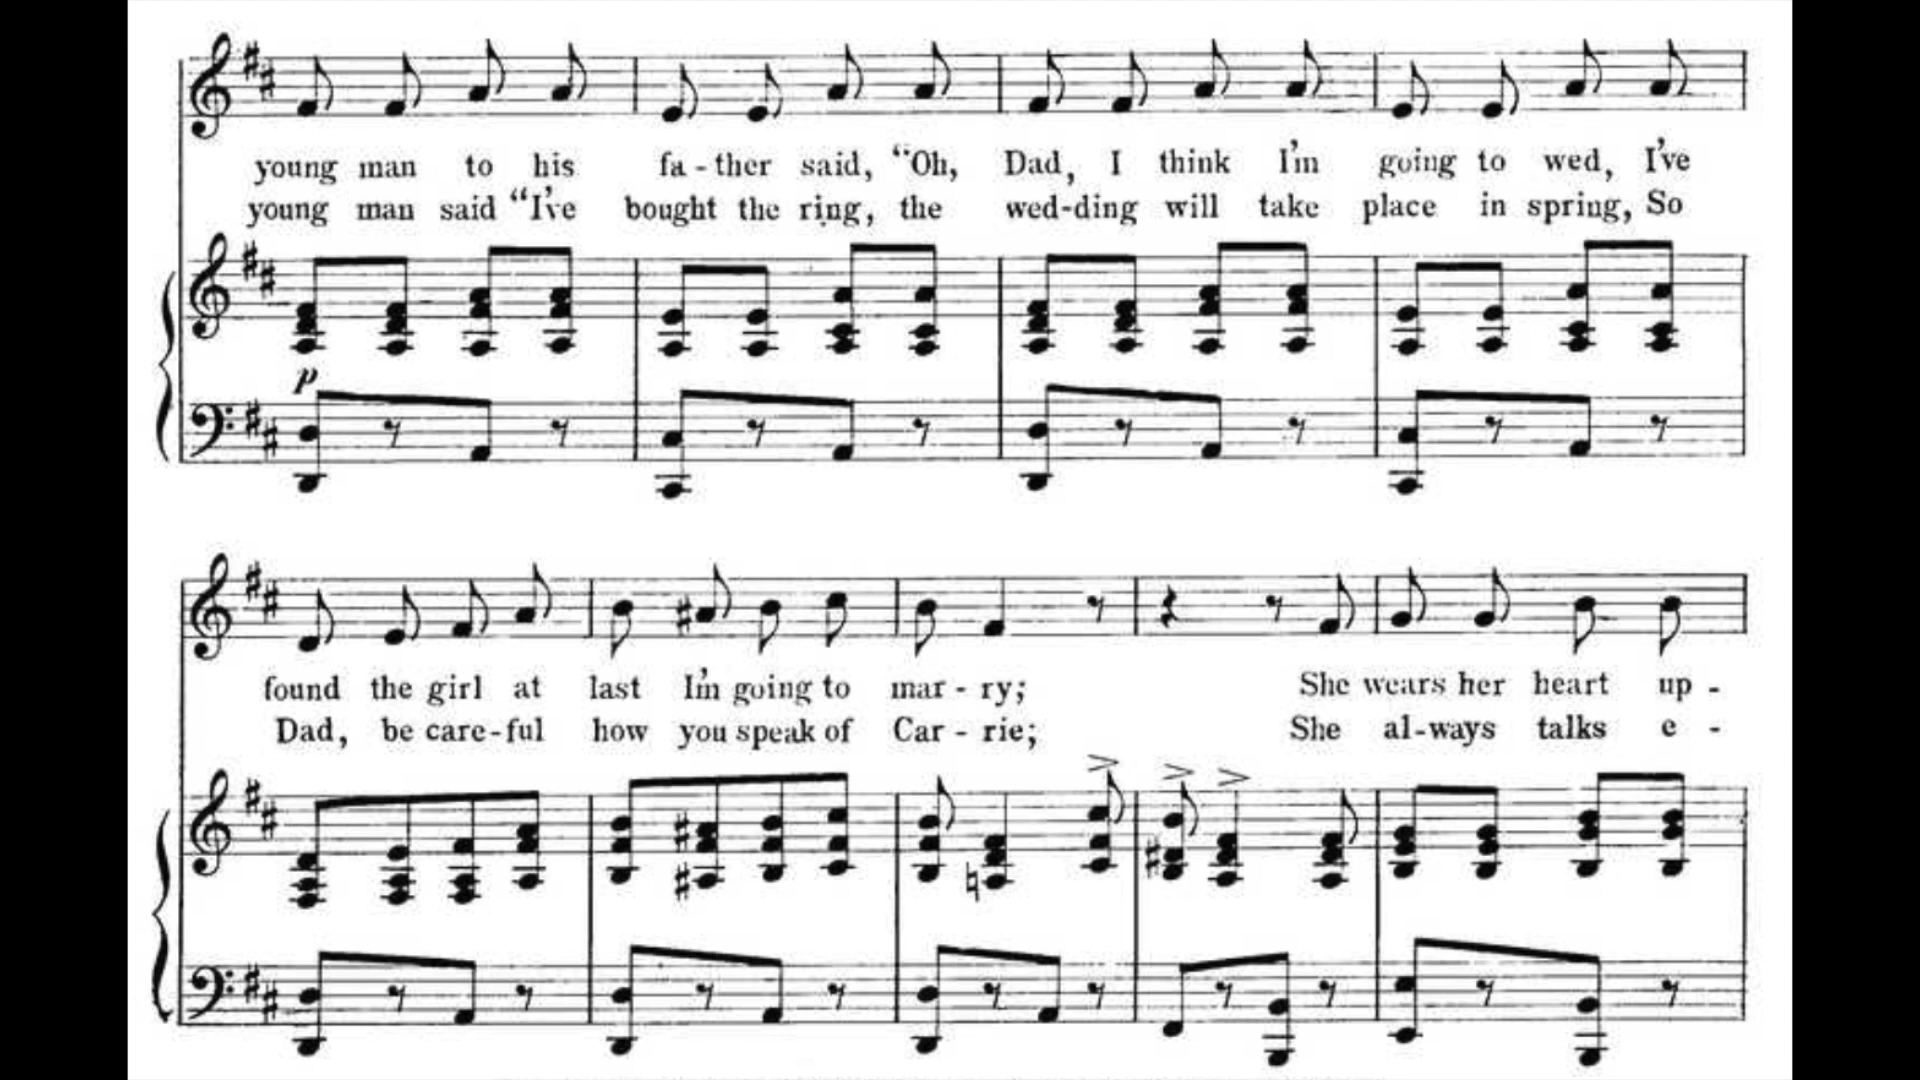 young man to his fa - ther said, “Oh, Dad, I think I'm going to wed, I've
young man said “I've bought the ring, the wed-ding will take place in spring, So
p
found the girl at last I'm going to mar - ry; She wears her heart up -
Dad, be care-ful how you speak of Car - rie; She al-ways talks e -